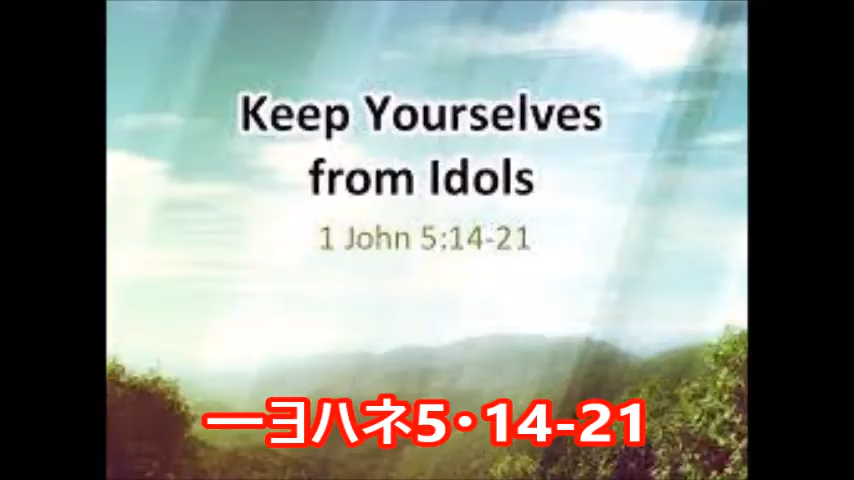 Keep Yourselves
from Idols
1 John 5:14-21
一ヨハネ5・14-21